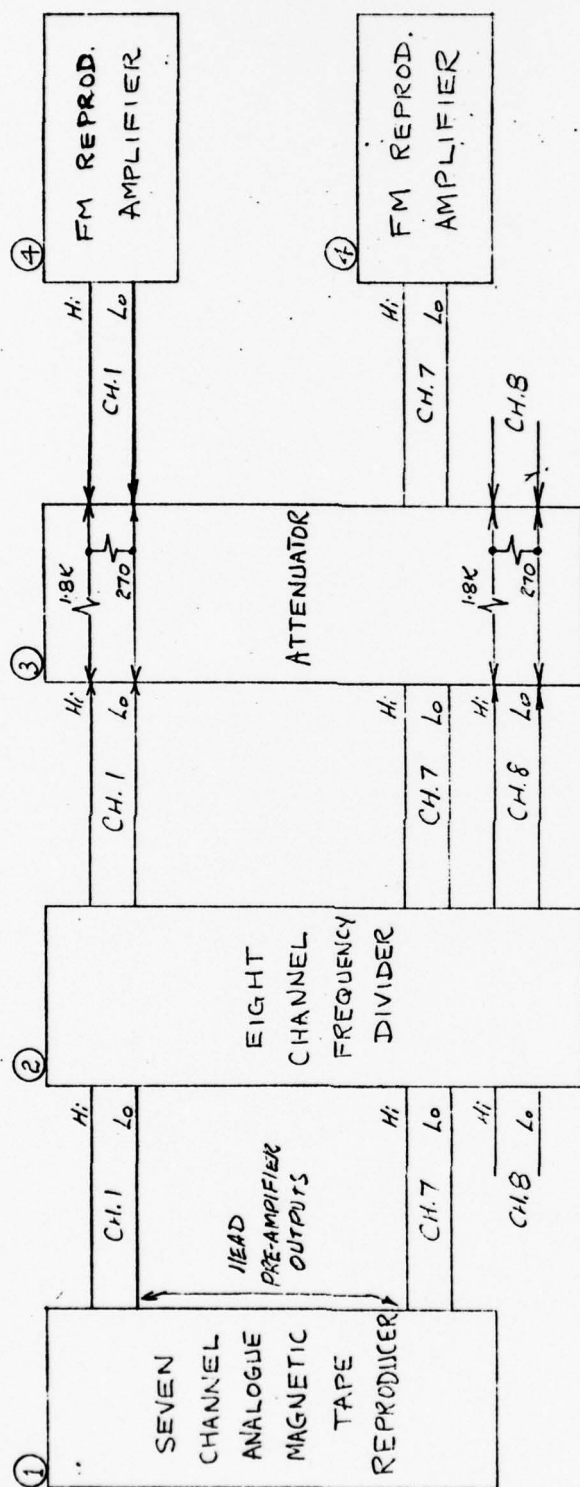 ①
SEVEN
CHANNEL
ANALOGUE
MAGNETIC
TAPE
REPRODUCER
Hi
CH.1
Lo
HEAD
PRE-AMPLIFIER
OUTPUTS
Hi
CH.7
Lo
Hi
CH.8
Lo
②
EIGHT
CHANNEL
FREQUENCY
DIVIDER
Hi
CH.1
Lo
Hi
CH.7
Lo
Hi
CH.8
Lo
③
1.8K
270
ATTENUATOR
1.8K
270
Hi
CH.1
Lo
Hi
CH.7
Lo
CH.8
④
FM REPROD.
AMPLIFIER
④
FM REPROD.
AMPLIFIER